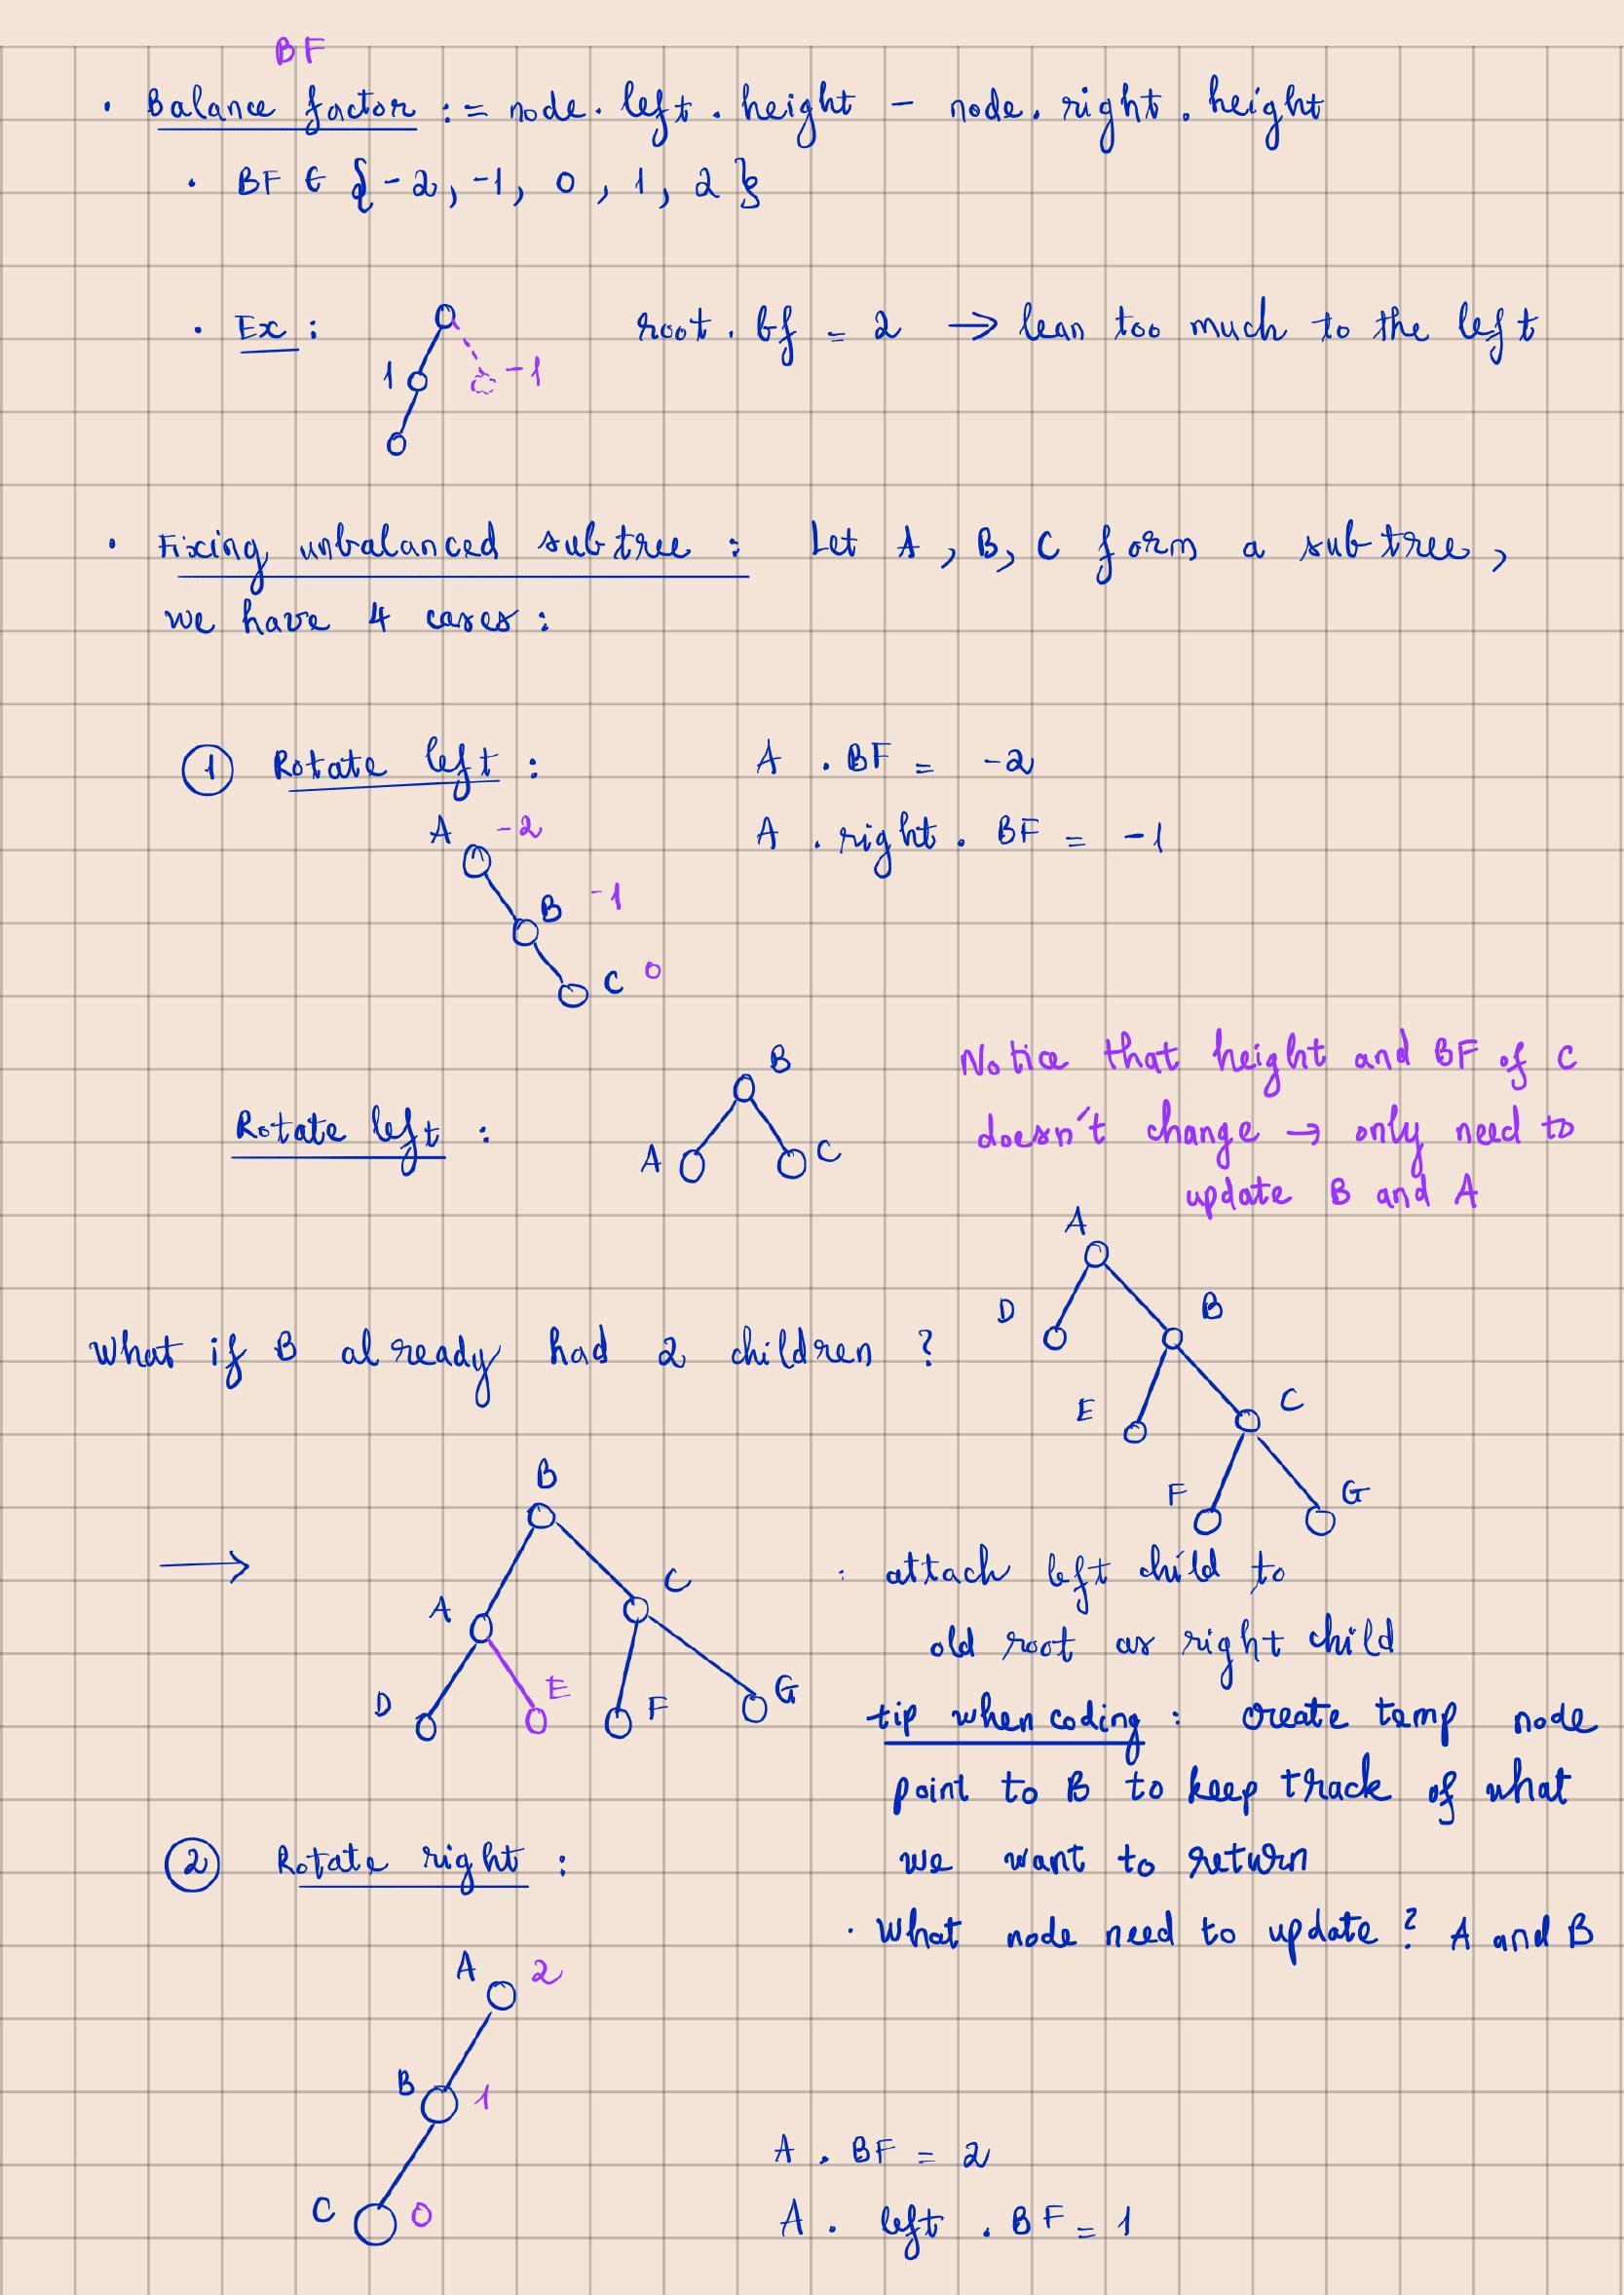 BF
· Balance factor := node. left . height - node. right . height
· BF ∈ {-2, -1, 0, 1, 2}
· Ex : root . bf = 2 → lean too much to the left
1 -1
· Fixing unbalanced subtree : Let A, B, C form a subtree,
we have 4 cases :
① Rotate left : A . BF = -2
A -2 A . right . BF = -1
B -1
C 0
B
Notice that height and BF of C
Rotate left : A C doesn't change → only need to
update B and A
A
D B
What if B already had 2 children ?
E C
F G
B
→ A C
D E F G
· attach left child to
old root as right child
tip when coding : create temp node
point to B to keep track of what
② Rotate right : we want to return
· What node need to update ? A and B
A 2
B 1
A . BF = 2
C 0 A . left . BF = 1